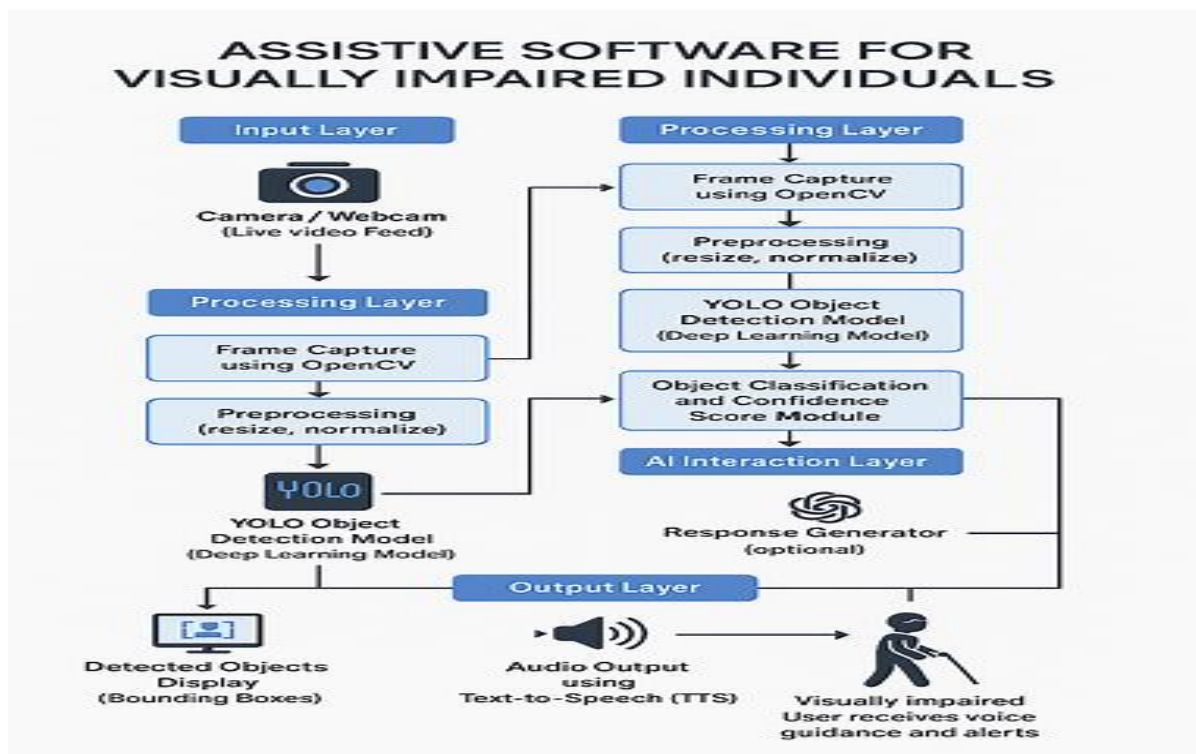 ASSISTIVE SOFTWARE FOR
VISUALLY IMPAIRED INDIVIDUALS
Input Layer
Camera / Webcam
(Live video Feed)
Processing Layer
Frame Capture
using OpenCV
Preprocessing
(resize, normalize)
YOLO
YOLO Object
Detection Model
(Deep Learning Model)
Processing Layer
Frame Capture
using OpenCV
Preprocessing
(resize, normalize)
YOLO Object
Detection Model
(Deep Learning Model)
Object Classification
and Confidence
Score Module
AI Interaction Layer
Response Generator
(optional)
Output Layer
Detected Objects
Display
(Bounding Boxes)
Audio Output
using
Text-to-Speech (TTS)
Visually impaired
User receives voice
guidance and alerts